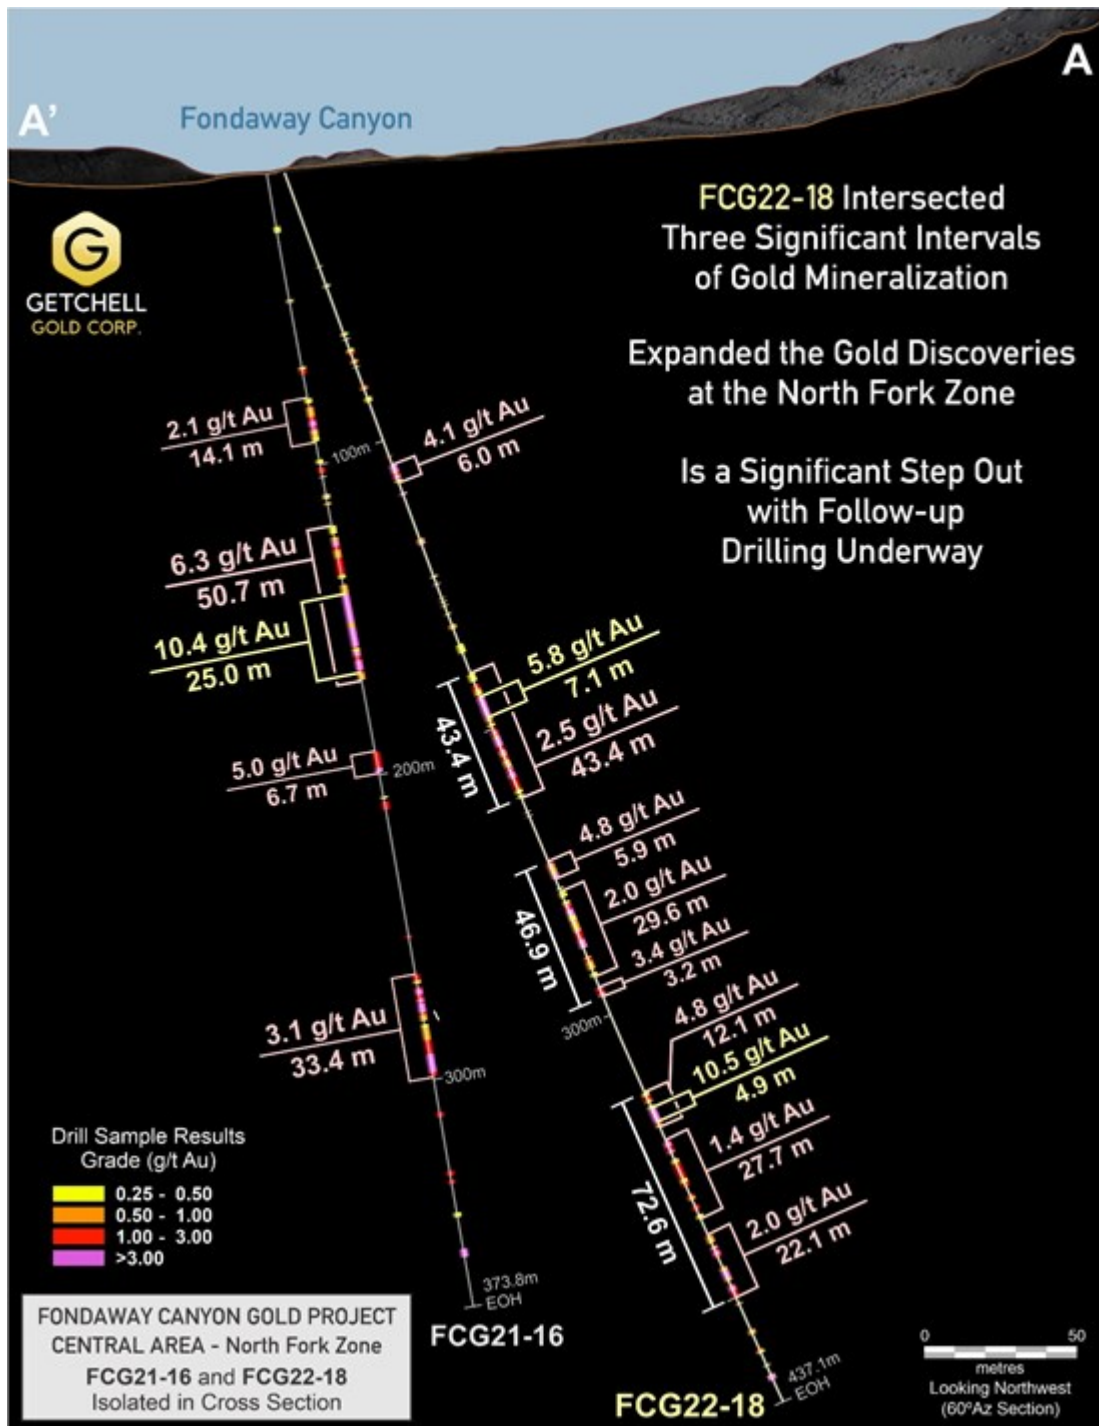 A
A'
Fondaway Canyon
GETCHELL
GOLD CORP.
FCG22-18 Intersected
Three Significant Intervals
of Gold Mineralization
Expanded the Gold Discoveries
at the North Fork Zone
Is a Significant Step Out
with Follow-up
Drilling Underway
2.1 g/t Au
14.1 m
100m
6.3 g/t Au
50.7 m
10.4 g/t Au
25.0 m
5.0 g/t Au
6.7 m
200m
3.1 g/t Au
33.4 m
300m
373.8m
EOH
FCG21-16
4.1 g/t Au
6.0 m
5.8 g/t Au
7.1 m
2.5 g/t Au
43.4 m
43.4 m
4.8 g/t Au
5.9 m
2.0 g/t Au
29.6 m
3.4 g/t Au
3.2 m
46.9 m
300m
4.8 g/t Au
12.1 m
10.5 g/t Au
4.9 m
1.4 g/t Au
27.7 m
2.0 g/t Au
22.1 m
72.6 m
437.1m
EOH
FCG22-18
Drill Sample Results
Grade (g/t Au)
0.25 - 0.50
0.50 - 1.00
1.00 - 3.00
>3.00
FONDAWAY CANYON GOLD PROJECT
CENTRAL AREA - North Fork Zone
FCG21-16 and FCG22-18
Isolated in Cross Section
0 50
metres
Looking Northwest
(60ºAz Section)